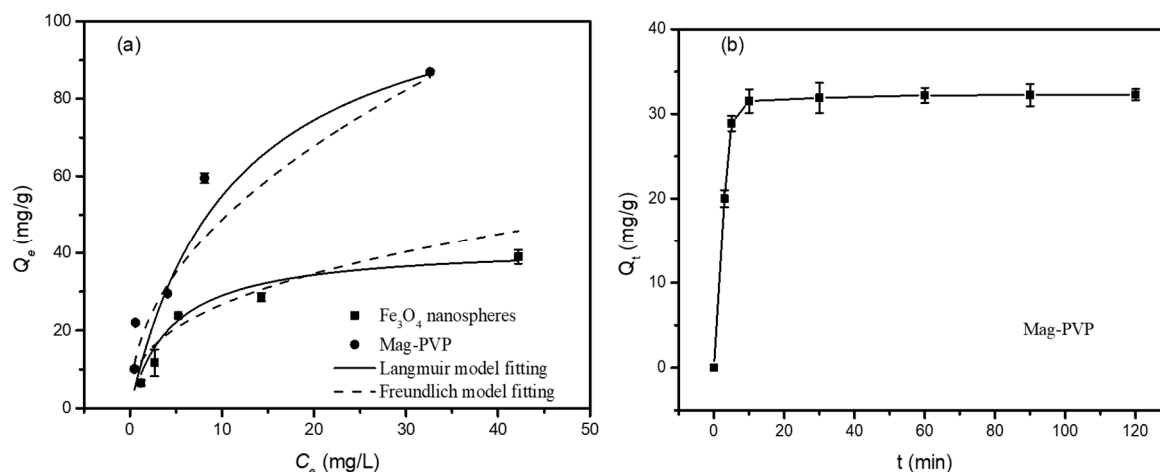 (a)
100
80
60
40
20
0
Qe (mg/g)
0 10 20 30 40 50
Ce (mg/L)
Fe3O4 nanospheres
Mag-PVP
Langmuir model fitting
Freundlich model fitting
(b)
40
30
20
10
0
Qt (mg/g)
Mag-PVP
0 20 40 60 80 100 120
t (min)